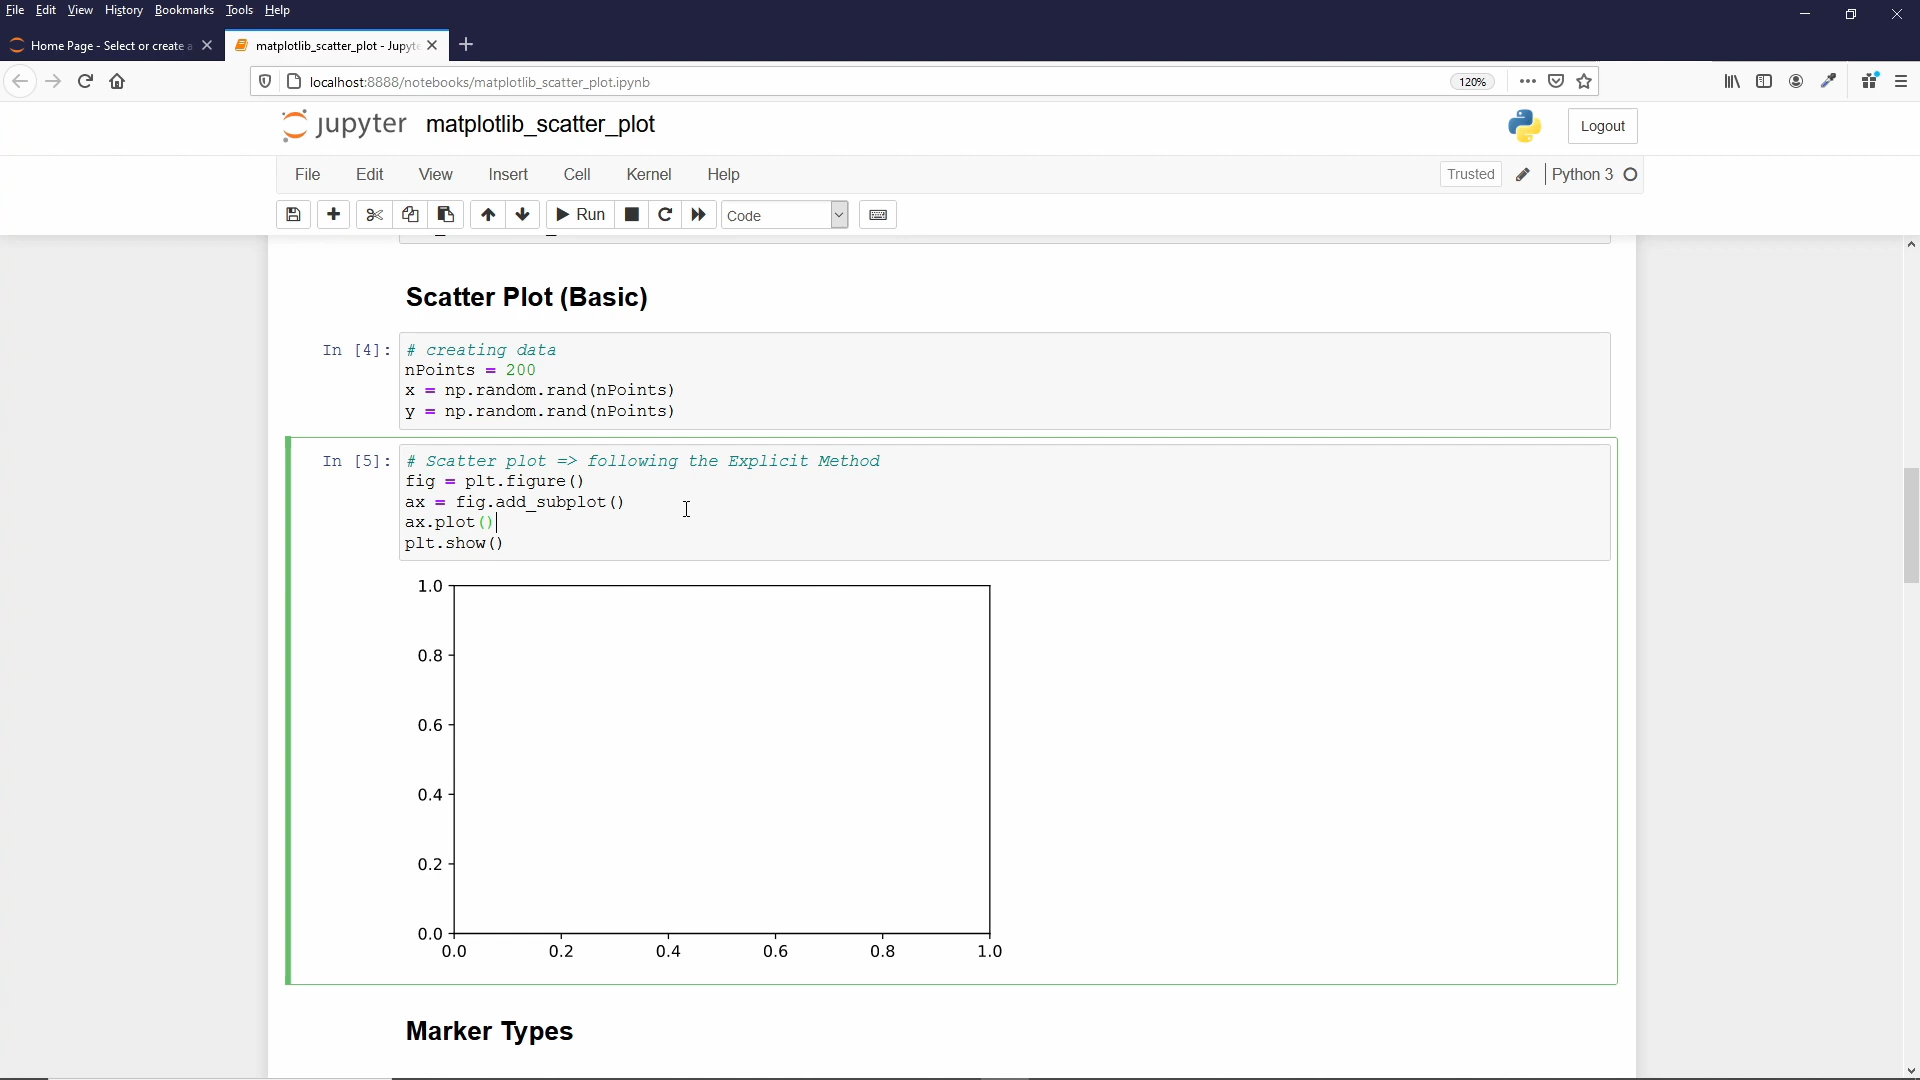 File Edit View History Bookmarks Tools Help
Home Page - Select or create a
matplotlib_scatter_plot - Jupyte
localhost:8888/notebooks/matplotlib_scatter_plot.ipynb 120%
jupyter matplotlib_scatter_plot Logout
File Edit View Insert Cell Kernel Help Trusted Python 3
Run Code
Scatter Plot (Basic)
In [4]: # creating data
nPoints = 200
x = np.random.rand(nPoints)
y = np.random.rand(nPoints)
In [5]: # Scatter plot => following the Explicit Method
fig = plt.figure()
ax = fig.add_subplot()
ax.plot()
plt.show()
1.0
0.8
0.6
0.4
0.2
0.0
0.0 0.2 0.4 0.6 0.8 1.0
Marker Types